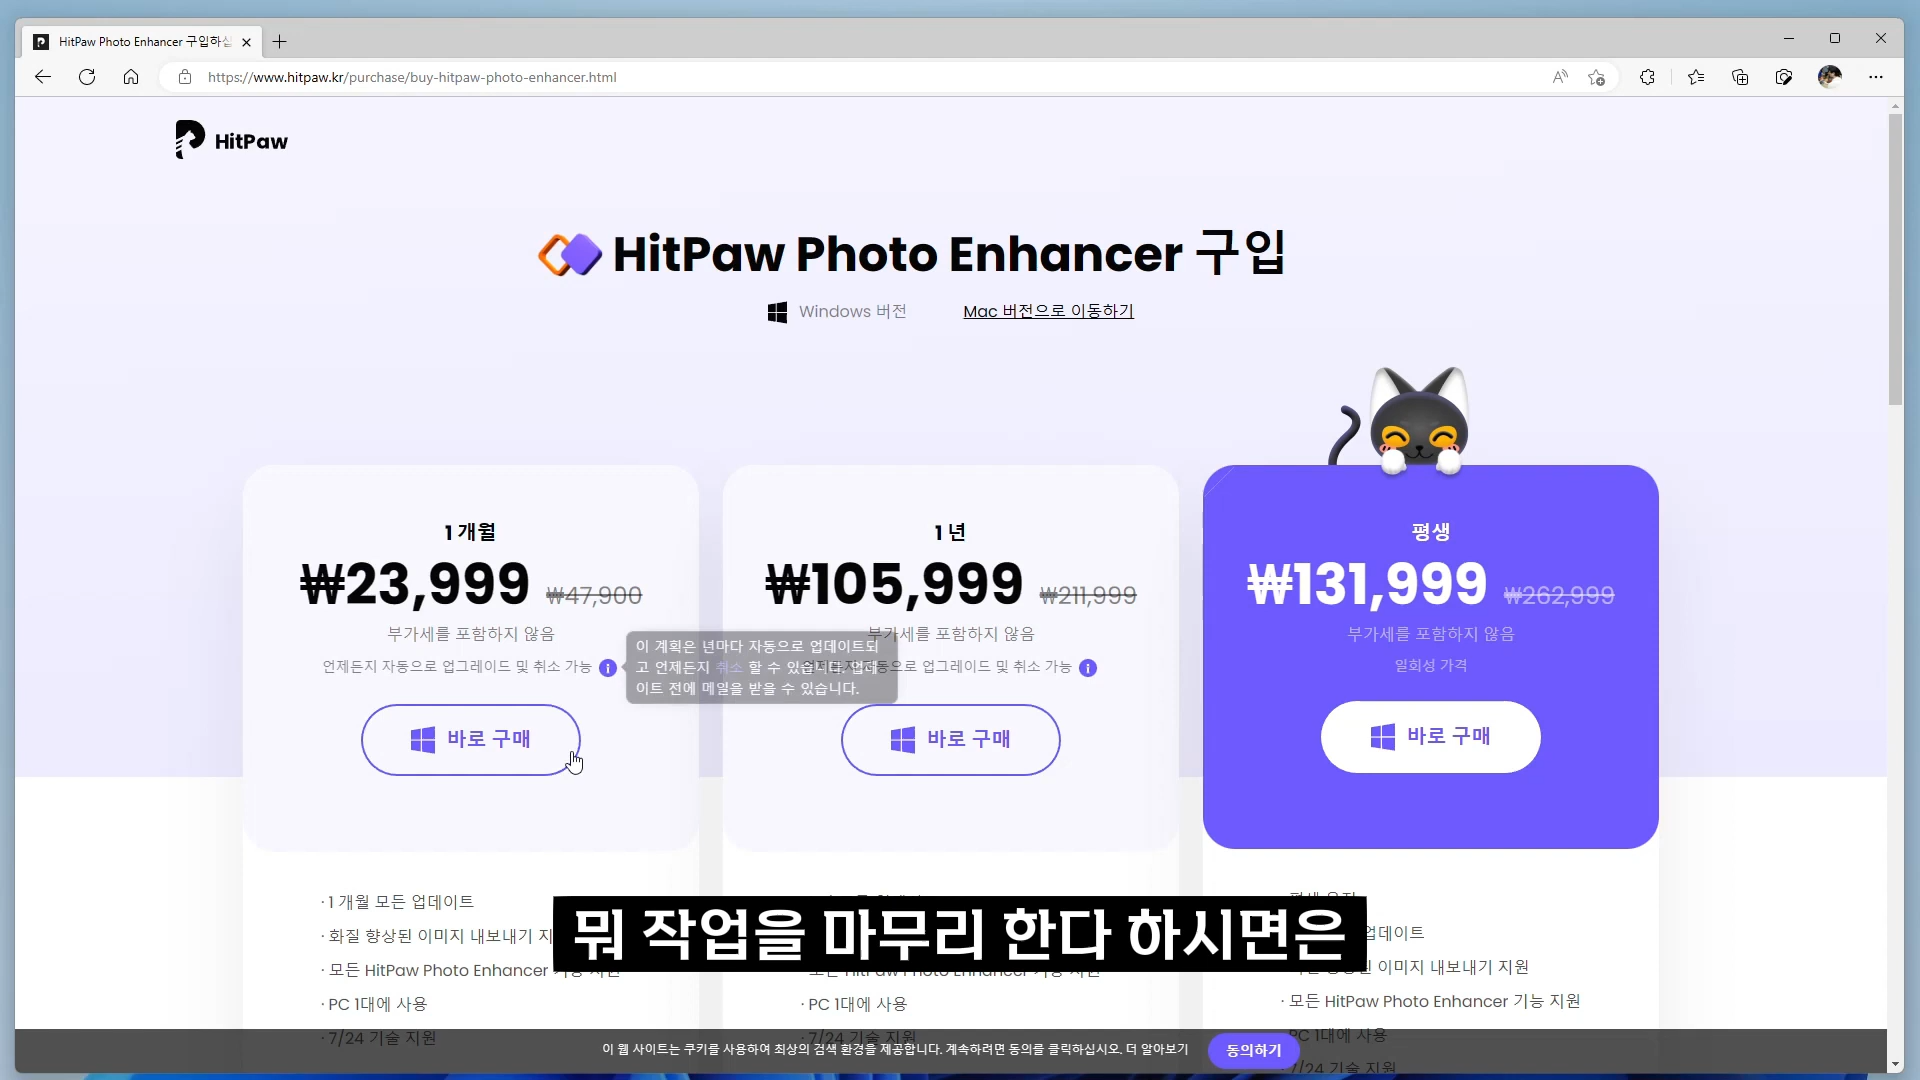 HitPaw Photo Enhancer 구입하십
https://www.hitpaw.kr/purchase/buy-hitpaw-photo-enhancer.html
HitPaw
HitPaw Photo Enhancer 구입
Windows 버전
Mac 버전으로 이동하기
1 개월
₩23,999 ₩47,900
부가세를 포함하지 않음
언제든지 자동으로 업그레이드 및 취소 가능
이 계획은 년마다 자동으로 업데이트되
고 언제든지 취소 할 수 있습니다. 업데
이트 전에 메일을 받을 수 있습니다.
바로 구매
1 년
₩105,999 ₩211,999
부가세를 포함하지 않음
자동으로 업그레이드 및 취소 가능
바로 구매
평생
₩131,999 ₩262,999
부가세를 포함하지 않음
일회성 가격
바로 구매
· 1 개월 모든 업데이트
· 화질 향상된 이미지 내보내기
· 모든 HitPaw Photo Enhancer
· PC 1대에 사용
· 7/24 기술 지원
· PC 1대에 사용
· 7/24 기술 지원
업데이트
이미지 내보내기 지원
· 모든 HitPaw Photo Enhancer 기능 지원
PC 1대에 사용
7/24 기술 지원
뭐 작업을 마무리 한다 하시면은
이 웹 사이트는 쿠키를 사용하여 최상의 검색 환경을 제공합니다. 계속하려면 동의를 클릭하십시오. 더 알아보기
동의하기